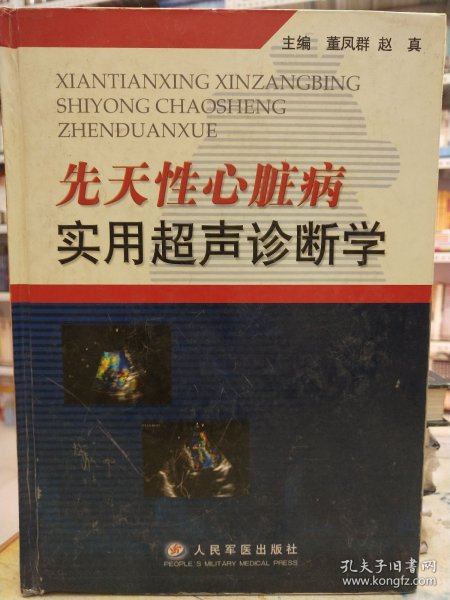 主编 董凤群 赵 真
XIANTIANXING XINZANGBING
SHIYONG CHAOSHENG
ZHENDUANXUE
先天性心脏病
实用超声诊断学
人民军医出版社
PEOPLE'S MILITARY MEDICAL PRESS
孔夫子旧书网
www.kongfz.com